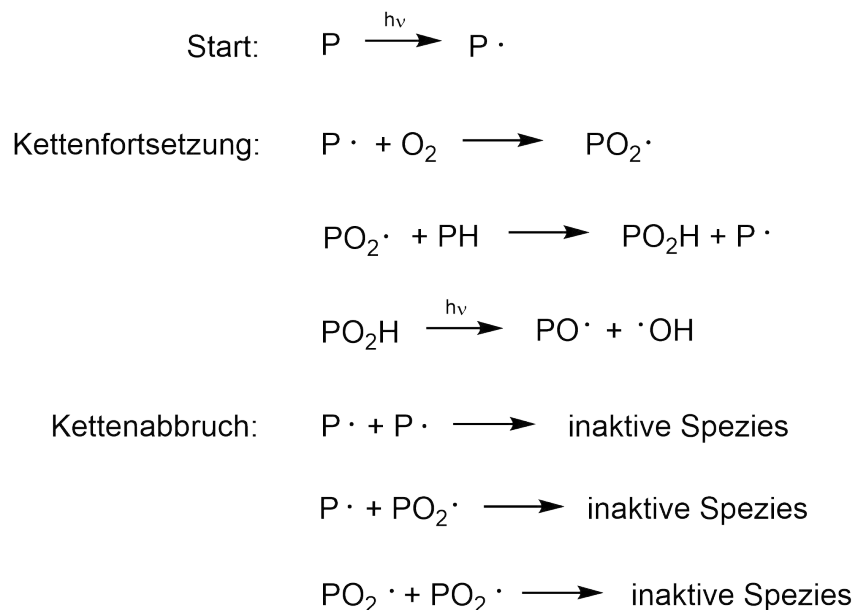 Start: P hν P·
Kettenfortsetzung: P· + O₂ PO₂·
PO₂· + PH PO₂H + P·
PO₂H hν PO· + ·OH
Kettenabbruch: P· + P· inaktive Spezies
P· + PO₂· inaktive Spezies
PO₂· + PO₂· inaktive Spezies